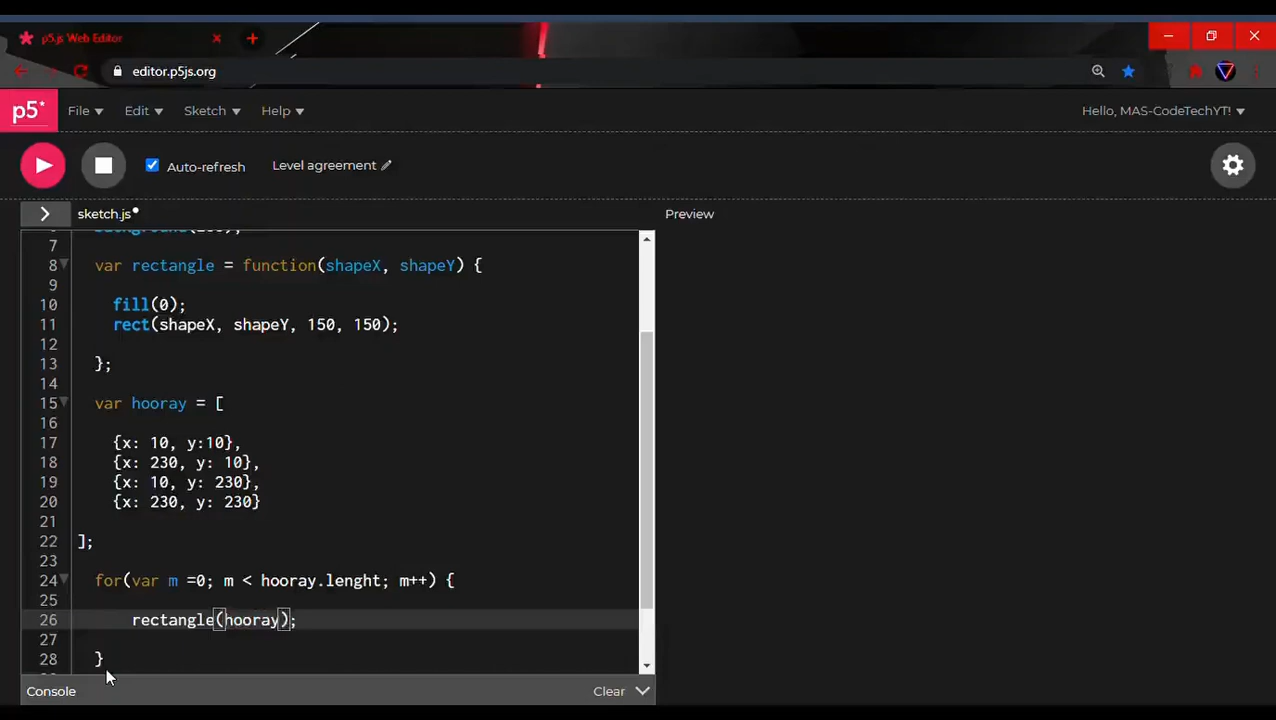 p5.js Web Editor
editor.p5js.org
p5* File Edit Sketch Help Hello, MAS-CodeTechYT!
Auto-refresh Level agreement
sketch.js Preview
7
8 var rectangle = function(shapeX, shapeY) {
9
10 fill(0);
11 rect(shapeX, shapeY, 150, 150);
12
13 };
14
15 var hooray = [
16
17 {x: 10, y:10},
18 {x: 230, y: 10},
19 {x: 10, y: 230},
20 {x: 230, y: 230}
21
22 ];
23
24 for(var m =0; m < hooray.lenght; m++) {
25
26 rectangle(hooray);
27
28 }
Console Clear